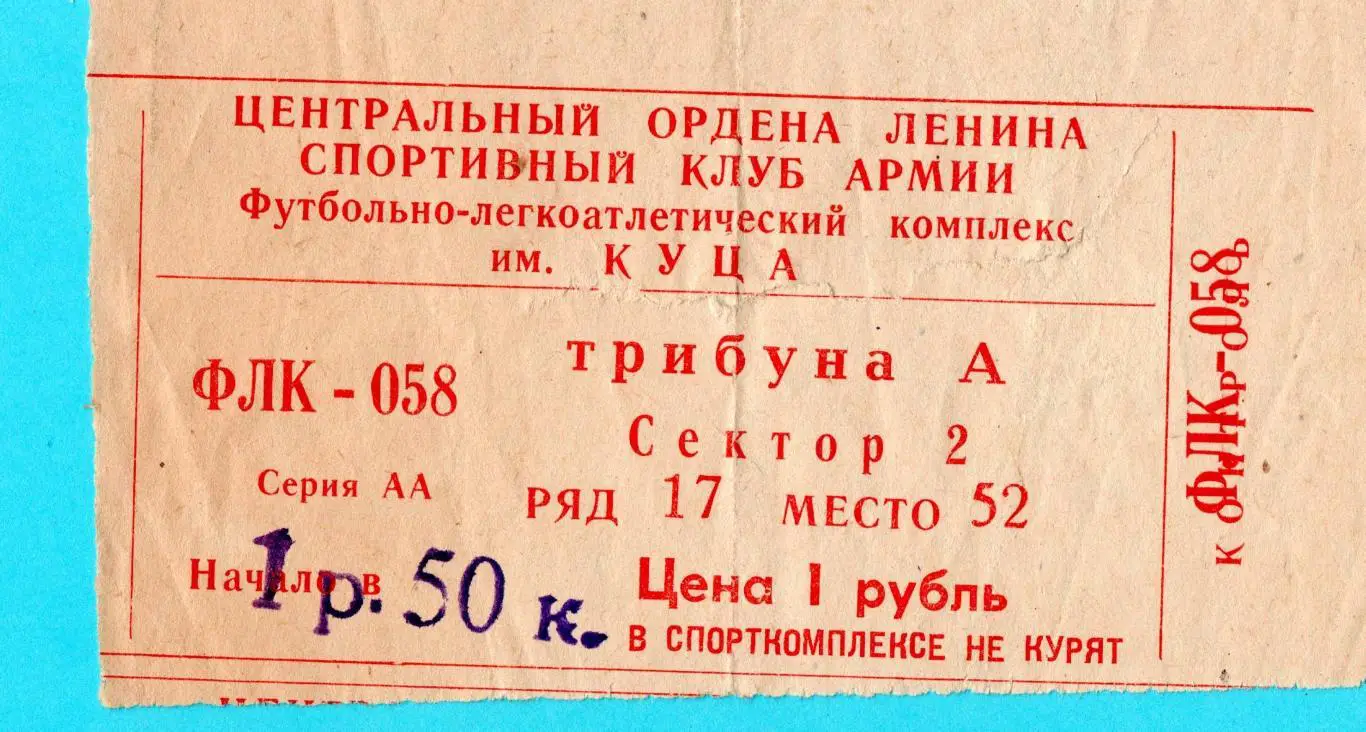 ЦЕНТРАЛЬНЫЙ ОРДЕНА ЛЕНИНА
СПОРТИВНЫЙ КЛУБ АРМИИ
Футбольно-легкоатлетический комплекс
им. КУЦА
ФЛК - 058
трибуна А
Сектор 2
Серия АА
РЯД 17 МЕСТО 52
Начало в
1 р. 50 к.
Цена 1 рубль
В СПОРТКОМПЛЕКСЕ НЕ КУРЯТ
ФЛК - 058
КОНТРОЛЬ